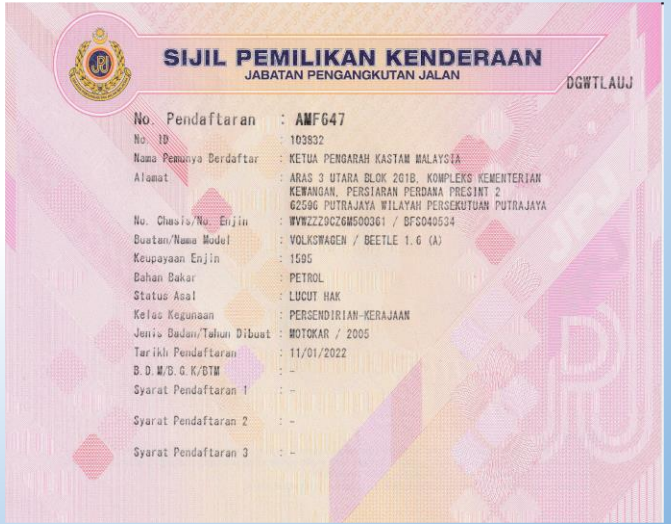 SIJIL PEMILIKAN KENDERAAN
JABATAN PENGANGKUTAN JALAN
DGWTLAUJ
No. Pendaftaran : AMF647
No. ID : 103832
Nama Pemunya Berdaftar : KETUA PENGARAH KASTAM MALAYSIA
Alamat : ARAS 3 UTARA BLOK 2G1B, KOMPLEKS KEMENTERIAN
KEWANGAN, PERSIARAN PERDANA PRESINT 2
62596 PUTRAJAYA WILAYAH PERSEKUTUAN PUTRAJAYA
No. Chasis/No. Enjin : WVWZZZ9CZ6M500361 / BFS040534
Buatan/Nama Model : VOLKSWAGEN / BEETLE 1.6 (A)
Keupayaan Enjin : 1595
Bahan Bakar : PETROL
Status Asal : LUCUT HAK
Kelas Kegunaan : PERSENDIRIAN-KERAJAAN
Jenis Badan/Tahun Dibuat : MOTOKAR / 2005
Tarikh Pendaftaran : 11/01/2022
B.D.M/B.G.K/BTM : -
Syarat Pendaftaran 1 : -
Syarat Pendaftaran 2 : -
Syarat Pendaftaran 3 : -
JPJ